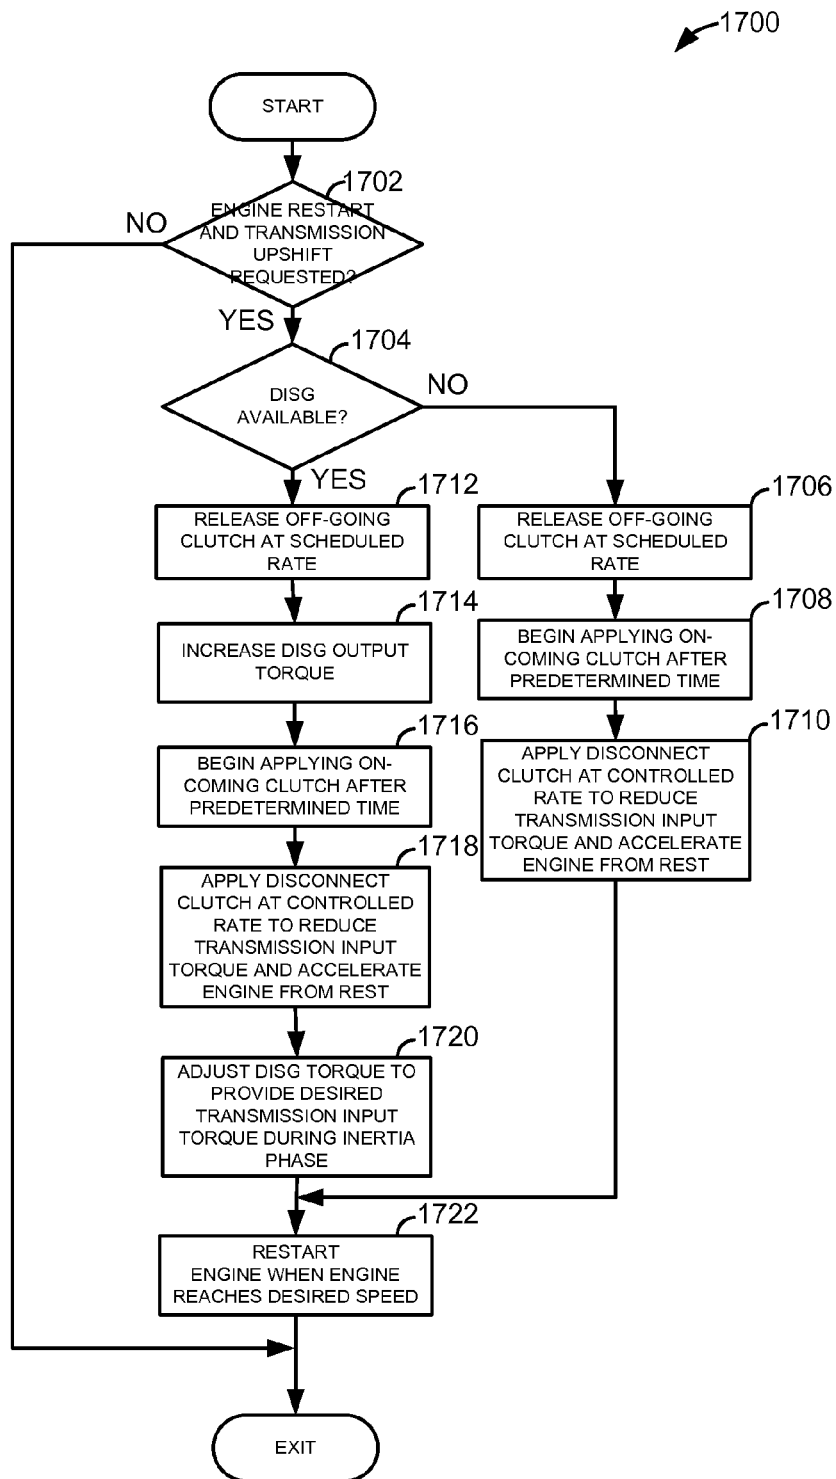 1700
START
1702
NO
ENGINE RESTART
AND TRANSMISSION
UPSHIFT
REQUESTED?
YES
1704
NO
DISG
AVAILABLE?
YES
1712
RELEASE OFF-GOING
CLUTCH AT SCHEDULED
RATE
1706
RELEASE OFF-GOING
CLUTCH AT SCHEDULED
RATE
1714
INCREASE DISG OUTPUT
TORQUE
1708
BEGIN APPLYING ON-
COMING CLUTCH AFTER
PREDETERMINED TIME
1716
BEGIN APPLYING ON-
COMING CLUTCH AFTER
PREDETERMINED TIME
1710
APPLY DISCONNECT
CLUTCH AT CONTROLLED
RATE TO REDUCE
TRANSMISSION INPUT
TORQUE AND ACCELERATE
ENGINE FROM REST
1718
APPLY DISCONNECT
CLUTCH AT CONTROLLED
RATE TO REDUCE
TRANSMISSION INPUT
TORQUE AND ACCELERATE
ENGINE FROM REST
1720
ADJUST DISG TORQUE TO
PROVIDE DESIRED
TRANSMISSION INPUT
TORQUE DURING INERTIA
PHASE
1722
RESTART
ENGINE WHEN ENGINE
REACHES DESIRED SPEED
EXIT